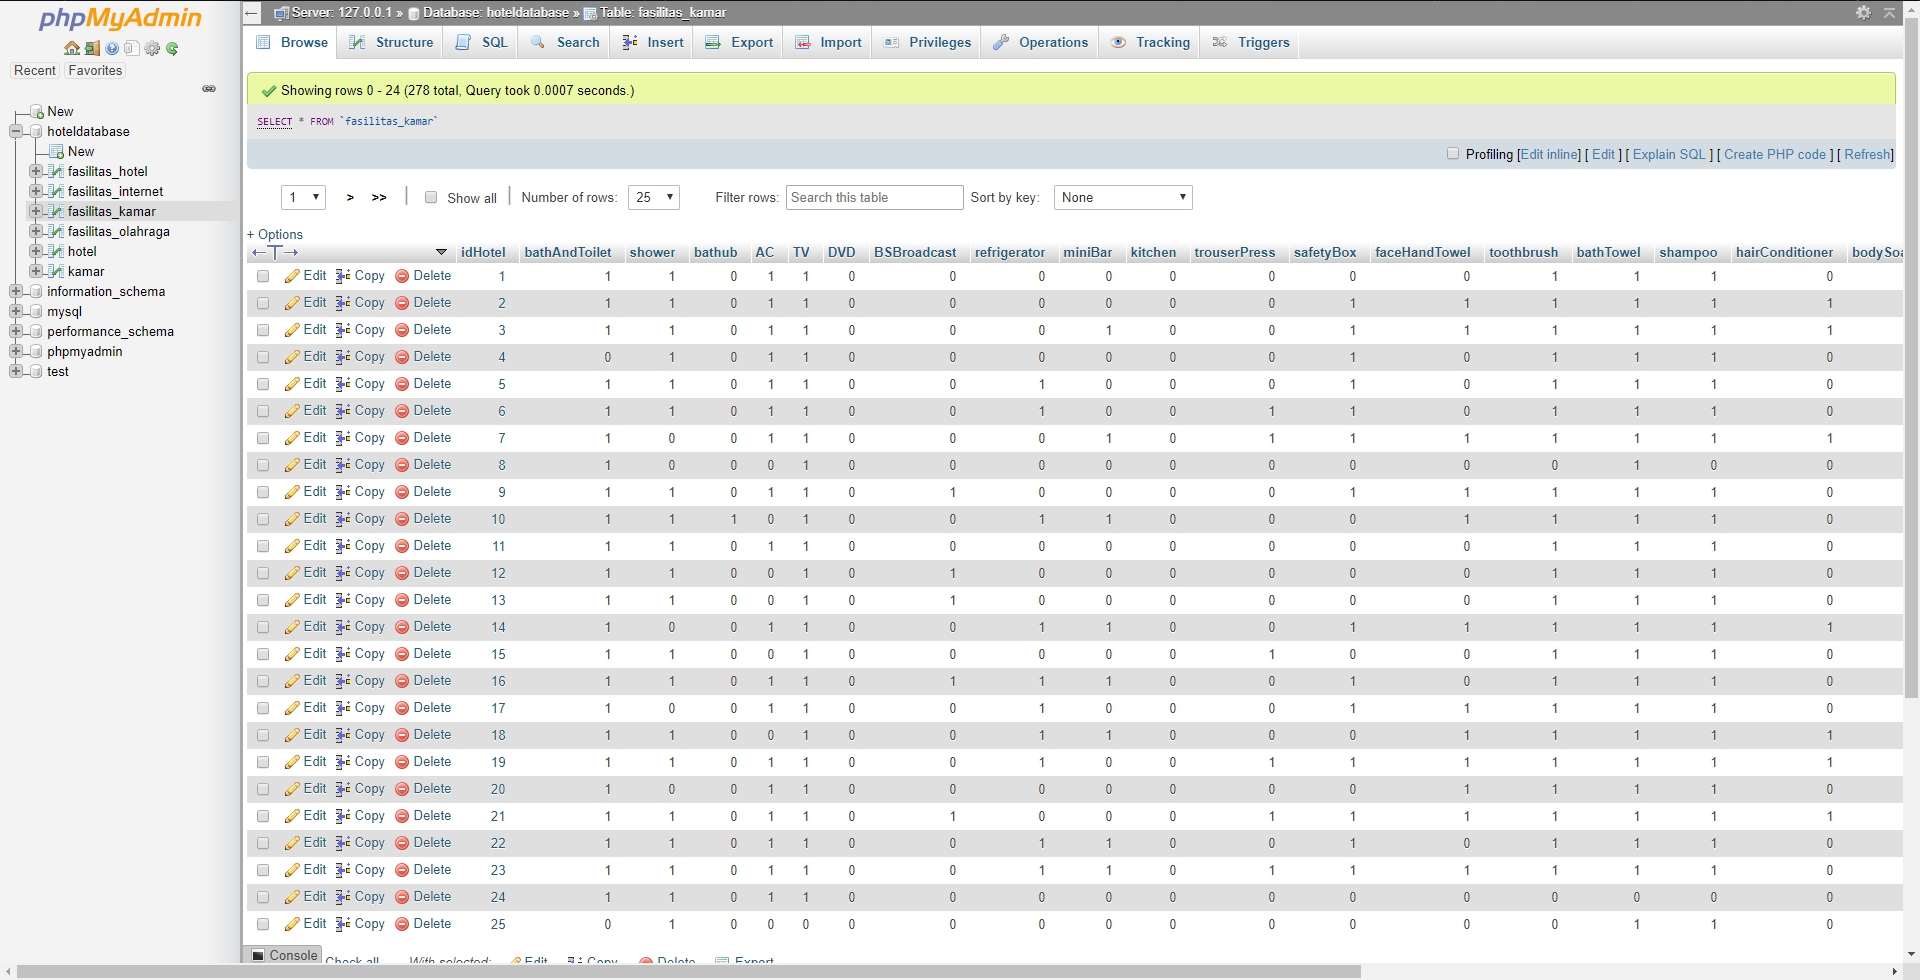 phpMyAdmin
Recent Favorites
New
hoteldatabase
New
fasilitas_hotel
fasilitas_internet
fasilitas_kamar
fasilitas_olahraga
hotel
kamar
information_schema
mysql
performance_schema
phpmyadmin
test
Server: 127.0.0.1 » Database: hoteldatabase » Table: fasilitas_kamar
Browse Structure SQL Search Insert Export Import Privileges Operations Tracking Triggers
Showing rows 0 - 24 (278 total, Query took 0.0007 seconds.)
SELECT * FROM `fasilitas_kamar`
Profiling [Edit inline] [ Edit ] [ Explain SQL ] [ Create PHP code ] [ Refresh]
1 > >> Show all Number of rows: 25 Filter rows: Search this table Sort by key: None
+ Options
idHotel bathAndToilet shower bathub AC TV DVD BSBroadcast refrigerator miniBar kitchen trouserPress safetyBox faceHandTowel toothbrush bathTowel shampoo hairConditioner bodySoa
Edit Copy Delete 1 1 1 0 1 1 0 0 0 0 0 0 0 0 1 1 1 0
Edit Copy Delete 2 1 1 0 1 1 0 0 0 0 0 0 1 0 1 1 1 1
Edit Copy Delete 3 1 1 0 1 1 0 0 0 1 0 0 1 1 1 1 1 1
Edit Copy Delete 4 0 1 0 1 1 0 0 0 0 0 0 1 0 1 1 1 0
Edit Copy Delete 5 1 1 0 1 1 0 0 1 0 0 0 1 0 1 1 1 0
Edit Copy Delete 6 1 1 0 1 1 0 0 1 0 0 1 1 0 1 1 1 0
Edit Copy Delete 7 1 0 0 1 1 0 0 0 1 0 1 1 1 1 1 1 1
Edit Copy Delete 8 1 0 0 0 1 0 0 0 0 0 0 0 0 0 1 0 0
Edit Copy Delete 9 1 1 0 1 1 0 1 0 0 0 0 1 1 1 1 1 0
Edit Copy Delete 10 1 1 1 0 1 0 0 1 1 0 0 0 1 1 1 1 0
Edit Copy Delete 11 1 1 0 1 1 0 0 0 0 0 0 0 0 1 1 1 0
Edit Copy Delete 12 1 1 0 0 1 0 1 0 0 0 0 0 0 1 1 1 0
Edit Copy Delete 13 1 1 0 0 1 0 1 0 0 0 0 0 0 1 1 1 0
Edit Copy Delete 14 1 0 0 1 1 0 0 1 1 0 0 1 1 1 1 1 1
Edit Copy Delete 15 1 1 0 0 1 0 0 0 0 0 1 0 0 1 1 1 0
Edit Copy Delete 16 1 1 0 1 1 0 1 1 1 0 0 1 0 1 1 1 0
Edit Copy Delete 17 1 0 0 1 1 0 0 1 0 0 0 1 1 1 1 1 0
Edit Copy Delete 18 1 1 0 0 1 0 0 1 1 0 0 0 1 1 1 1 1
Edit Copy Delete 19 1 1 0 1 1 0 0 1 0 0 1 1 1 1 1 1 1
Edit Copy Delete 20 1 0 0 1 1 0 0 0 0 0 0 0 1 1 1 1 0
Edit Copy Delete 21 1 1 0 1 1 0 1 0 0 0 1 1 1 1 1 1 1
Edit Copy Delete 22 1 1 0 1 1 0 0 1 1 0 0 1 0 1 1 1 0
Edit Copy Delete 23 1 1 0 1 1 0 0 1 1 0 1 1 1 1 1 1 0
Edit Copy Delete 24 1 1 0 1 1 0 0 0 0 0 0 0 0 0 0 0 0
Edit Copy Delete 25 0 1 0 0 0 0 0 0 0 0 0 0 0 0 1 1 0
Console Check all With selected: Edit Copy Delete Export